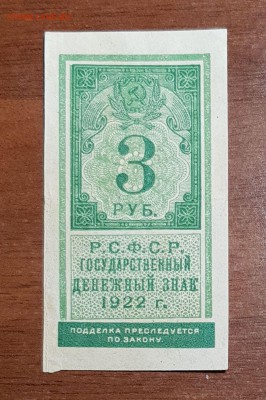 3
РУБ.
Р.С.Ф.С.Р.
ГОСУДАРСТВЕННЫЙ
ДЕНЕЖНЫЙ ЗНАК
1922 г.
ПОДДЕЛКА ПРЕСЛЕДУЕТСЯ
ПО ЗАКОНУ.